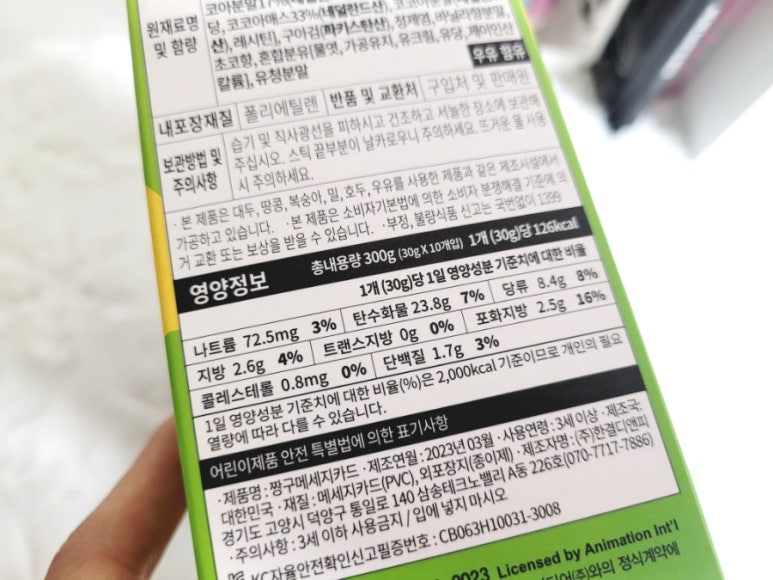 원재료명 및 함량
당, 코코아매스33%(네덜란드산),
산), 레시틴], 구아검(파키스탄산), 정제염, 바닐라향분말,
초코향, 혼합분유[물엿, 가공유지, 유크림, 유당, 제이인산
칼륨], 유청분말
우유 함유
내포장재질 폴리에틸렌 반품 및 교환처 구입처 및 판매원
보관방법 및 주의사항
습기 및 직사광선을 피하시고 건조하고 서늘한 장소에 보관해
주십시오. 스틱 끝부분이 날카로우니 주의하세요. 뜨거운 물 사용
시 주의하세요.
· 본 제품은 대두, 땅콩, 복숭아, 밀, 호두, 우유를 사용한 제품과 같은 제조시설에서
가공하고 있습니다. ·본 제품은 소비자기본법에 의한 소비자 분쟁해결 기준에 의
거 교환 또는 보상을 받을 수 있습니다. ·부정, 불량식품 신고는 국번없이 1399
영양정보 총내용량 300g (30g X 10개입) 1개 (30g)당 126kcal
1개 (30g)당 1일 영양성분 기준치에 대한 비율
나트륨 72.5mg 3% 탄수화물 23.8g 7% 당류 8.4g 8%
지방 2.6g 4% 트랜스지방 0g 0% 포화지방 2.5g 16%
콜레스테롤 0.8mg 0% 단백질 1.7g 3%
1일 영양성분 기준치에 대한 비율(%)은 2,000kcal 기준이므로 개인의 필요
열량에 따라 다를 수 있습니다.
어린이제품 안전 특별법에 의한 표기사항
· 제품명 : 짱구메세지카드 · 제조연월 : 2023년 03월 · 사용연령 : 3세 이상 · 제조국:
대한민국 · 재질 : 메세지카드(PVC), 외포장지(종이제) · 제조자명 : (주)한결디앤피
경기도 고양시 덕양구 통일로 140 삼송테크노밸리 A동 226호(070-7717-7886)
· 주의사항 : 3세 이하 사용금지 / 입에 넣지 마시오
KC자율안전확인신고필증번호 : CB063H10031-3008
2023 Licensed by Animation Int'l
와의 정식계약에